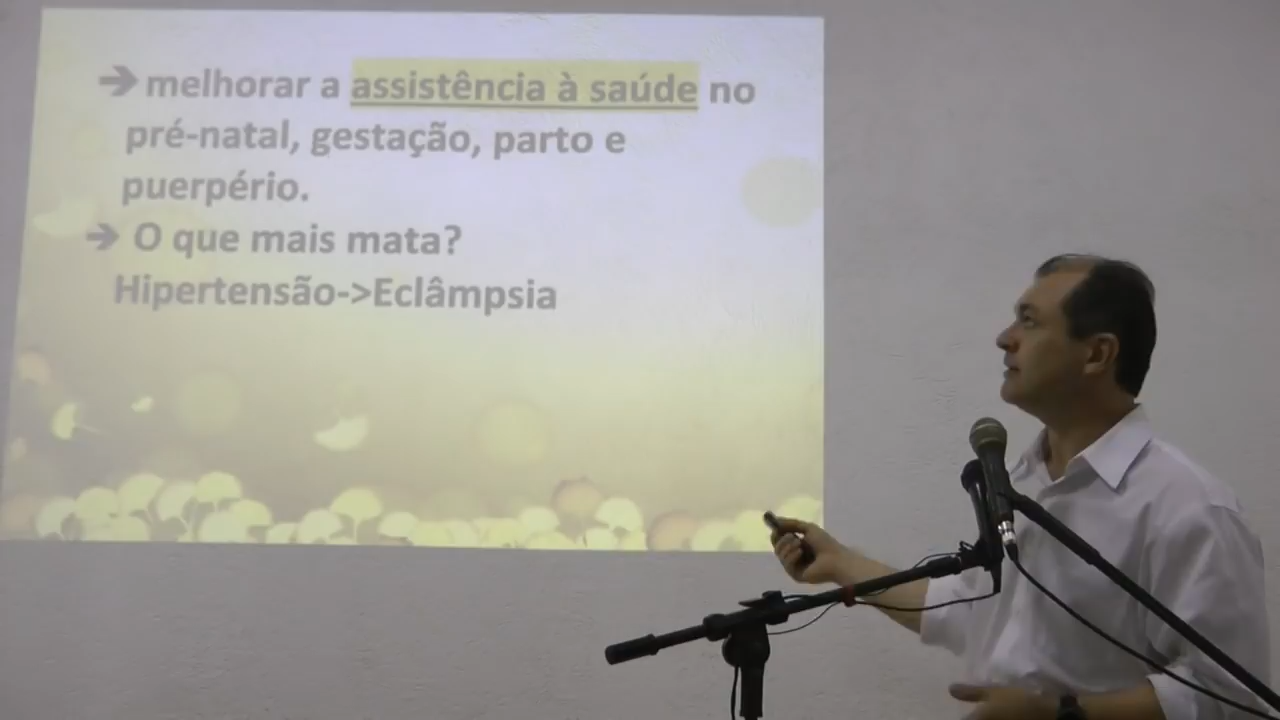 ➔ melhorar a assistência à saúde no
pré-natal, gestação, parto e
puerpério.
➔ O que mais mata?
Hipertensão->Eclâmpsia